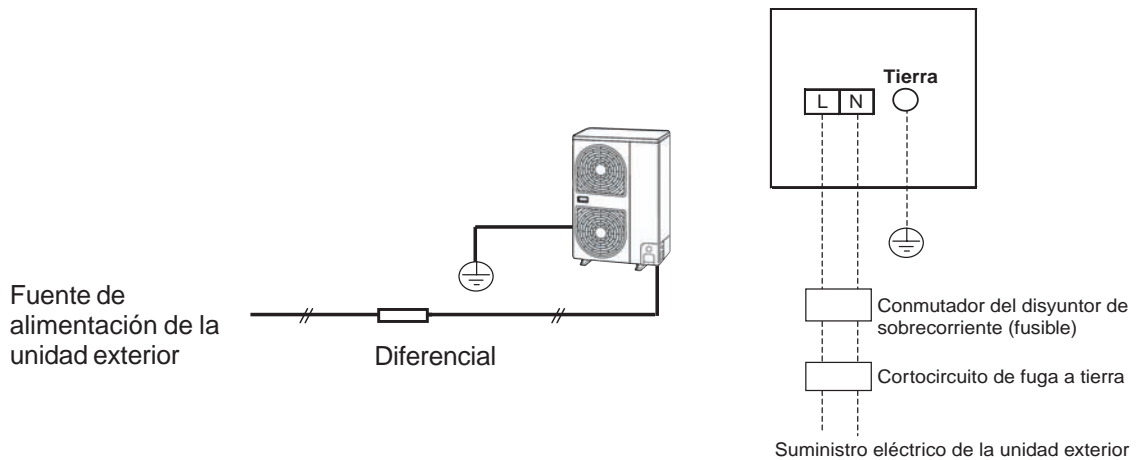 Fuente de
alimentación de la
unidad exterior
Diferencial
Tierra
L N
Conmutador del disyuntor de
sobrecorriente (fusible)
Cortocircuito de fuga a tierra
Suministro eléctrico de la unidad exterior